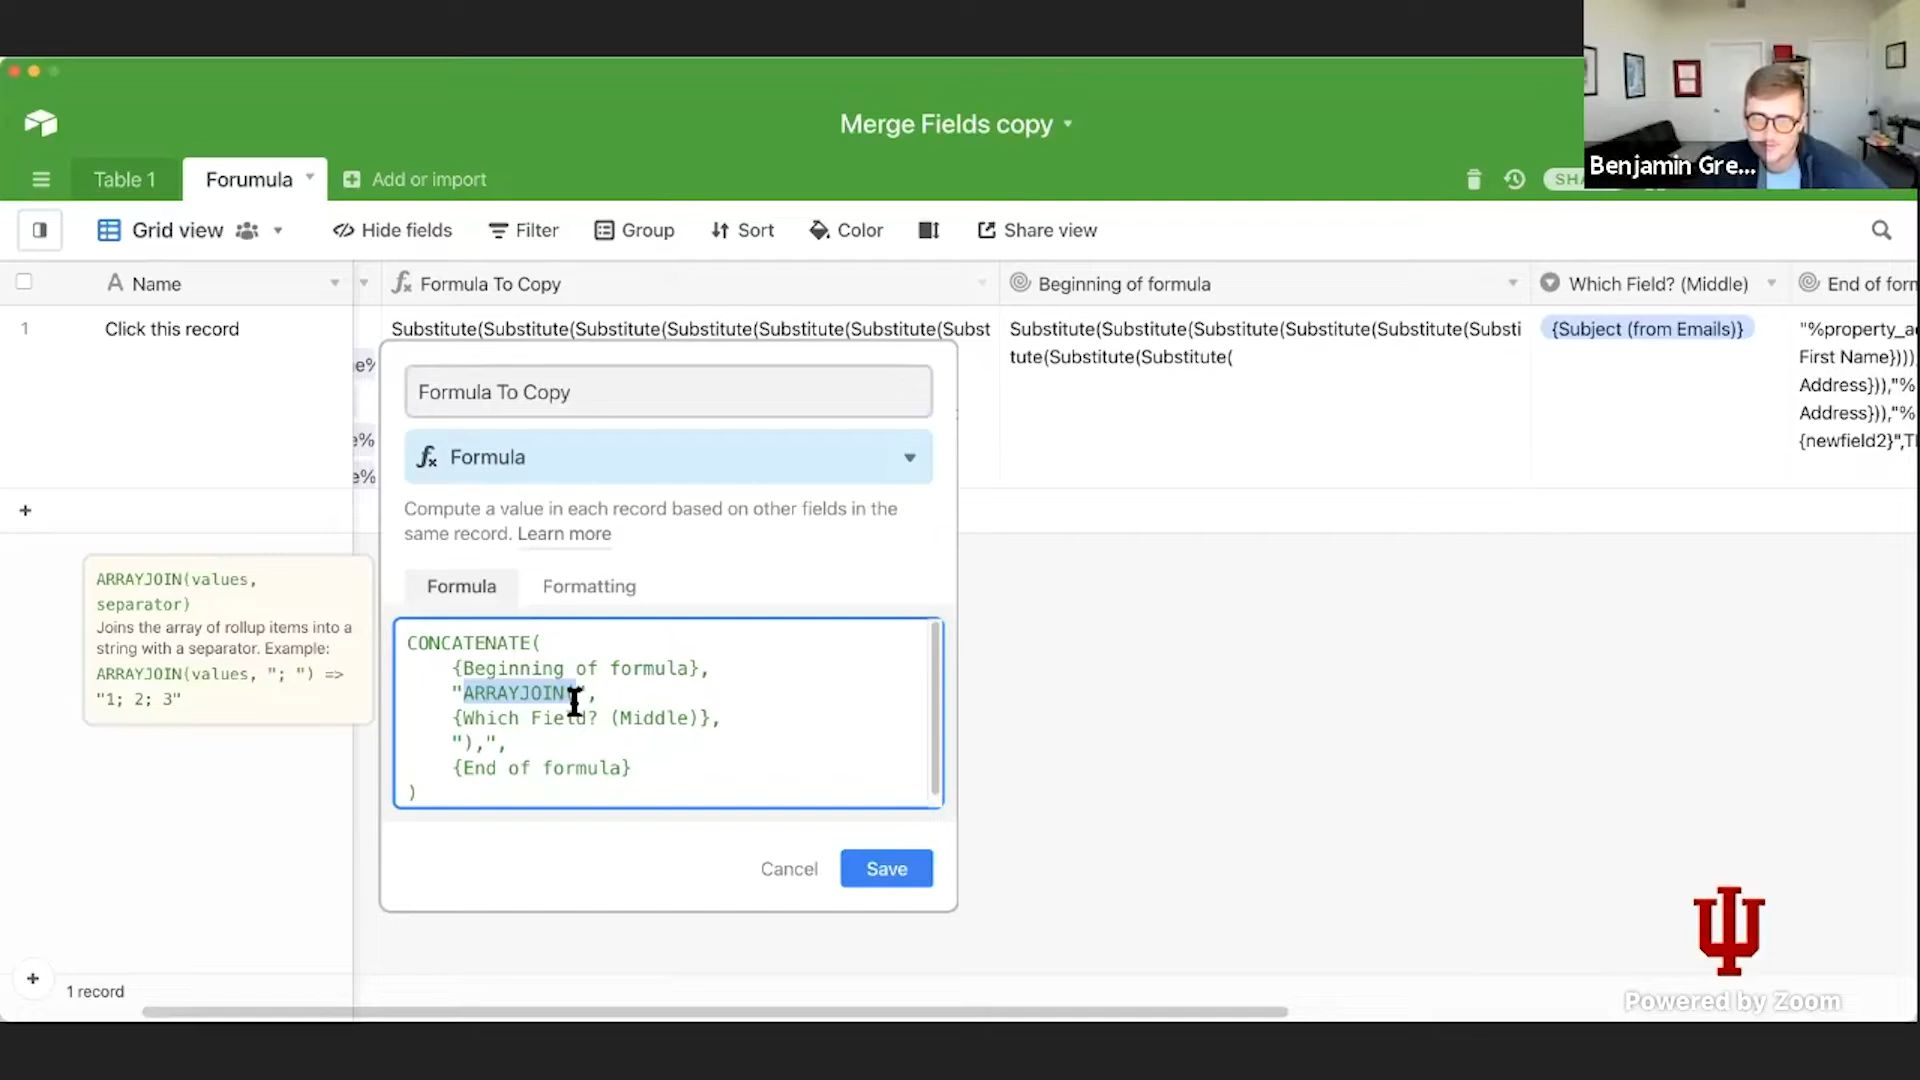 Merge Fields copy
Benjamin Gre...
Table 1
Forumula
Add or import
Grid view
Hide fields
Filter
Group
Sort
Color
Share view
Name
Formula To Copy
Beginning of formula
Which Field? (Middle)
End of form
1
Click this record
Substitute(Substitute(Substitute(Substitute(Substitute(Substitute(Subst
Substitute(Substitute(Substitute(Substitute(Substitute(Substi
tute(Substitute(Substitute(
{Subject (from Emails)}
"%property_a
First Name})))
Address})),"%
Address})),"%
{newfield2}",T
e%
e%
e%
Formula To Copy
Formula
Compute a value in each record based on other fields in the
same record. Learn more
Formula
Formatting
CONCATENATE(
{Beginning of formula},
"ARRAYJOIN(",
{Which Field? (Middle)},
"),",
{End of formula}
)
Cancel
Save
ARRAYJOIN(values,
separator)
Joins the array of rollup items into a
string with a separator. Example:
ARRAYJOIN(values, "; ") =>
"1; 2; 3"
1 record
Powered by Zoom